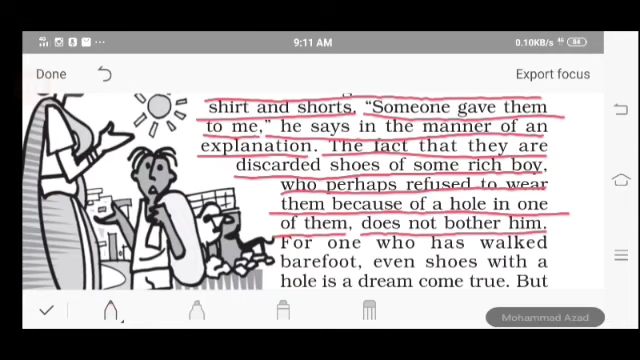 9:11 AM
0.10KB/s 4G 84
Done
Export focus
shirt and shorts. “Someone gave them
to me,” he says in the manner of an
explanation. The fact that they are
discarded shoes of some rich boy,
who perhaps refused to wear
them because of a hole in one
of them, does not bother him.
For one who has walked
barefoot, even shoes with a
hole is a dream come true. But
Mohammad Azad